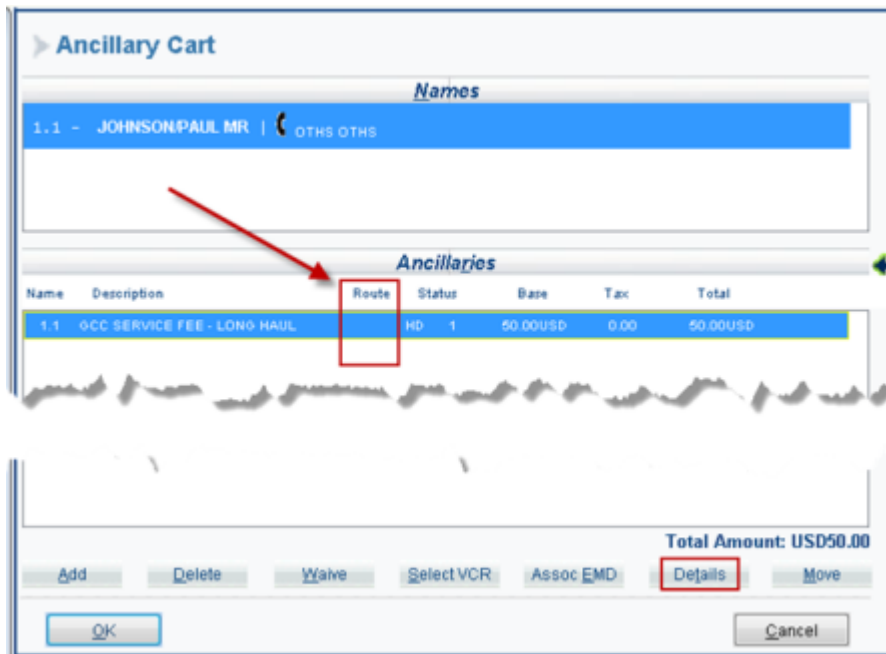 Ancillary Cart
Names
1.1 - JOHNSON/PAUL MR | OTHS OTHS
Ancillaries
Name Description Route Status Base Tax Total
1.1 GCC SERVICE FEE - LONG HAUL HD 1 50.00USD 0.00 50.00USD
Total Amount: USD50.00
Add Delete Waive Select VCR Assoc EMD Details Move
OK Cancel